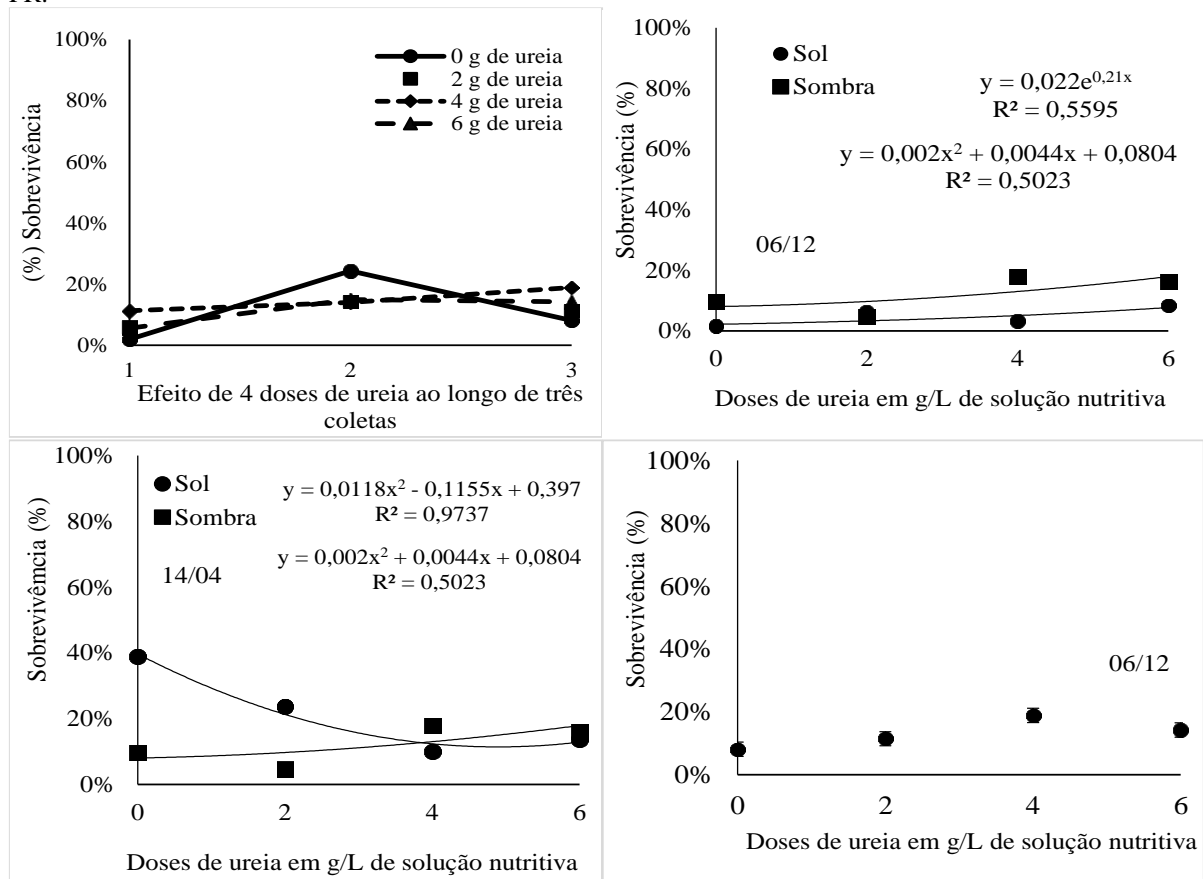 100%
80%
60%
40%
20%
0%
(%) Sobrevivência
0 g de ureia
2 g de ureia
4 g de ureia
6 g de ureia
1 2 3
Efeito de 4 doses de ureia ao longo de três
coletas
100%
80%
60%
40%
20%
0%
Sobrevivência (%)
Sol
Sombra
y = 0,022e^0,21x
R² = 0,5595
y = 0,002x² + 0,0044x + 0,0804
R² = 0,5023
06/12
0 2 4 6
Doses de ureia em g/L de solução nutritiva
100%
80%
60%
40%
20%
0%
Sobrevivêmcia (%)
Sol
Sombra
y = 0,0118x² - 0,1155x + 0,397
R² = 0,9737
y = 0,002x² + 0,0044x + 0,0804
R² = 0,5023
14/04
0 2 4 6
Doses de ureia em g/L de solução nutritiva
100%
80%
60%
40%
20%
0%
Sobrevivência (%)
06/12
0 2 4 6
Doses de ureia em g/L de solução nutritiva